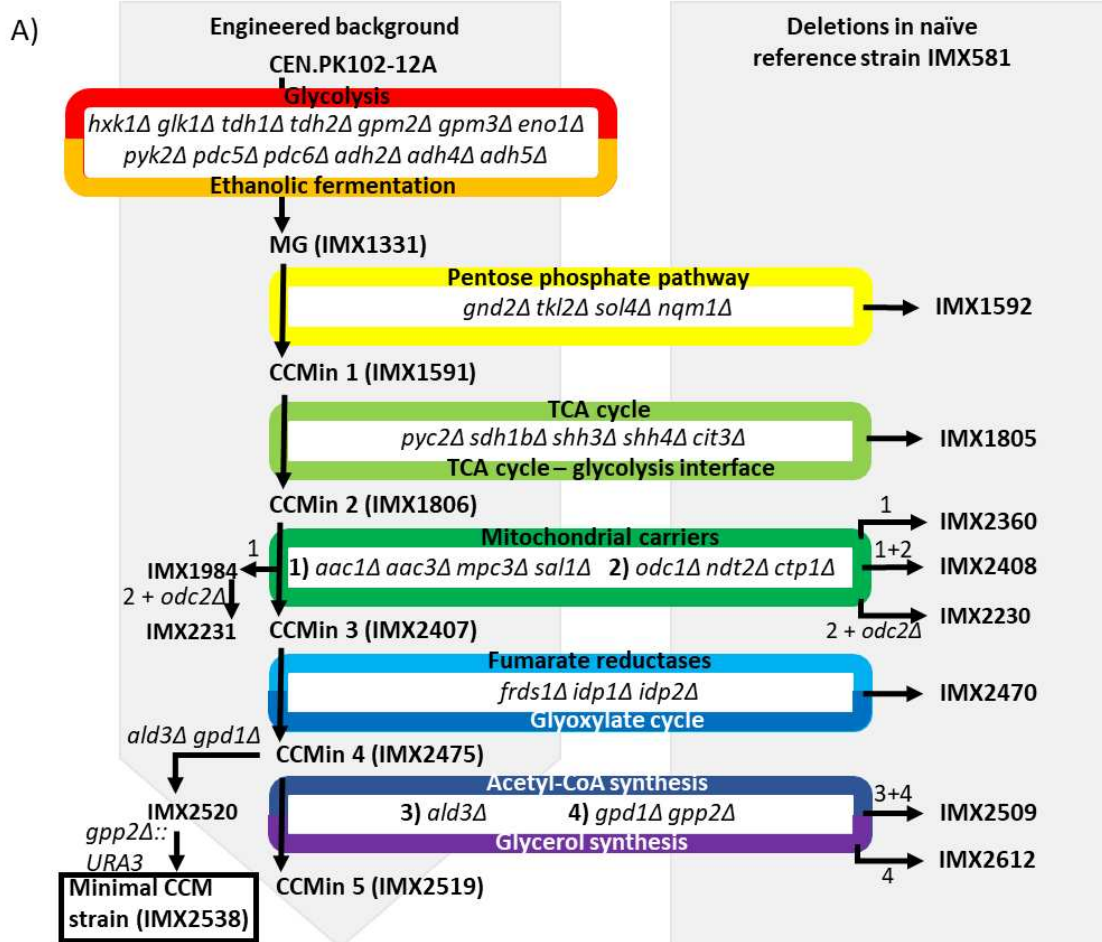 A)
Engineered background
Deletions in naïve
reference strain IMX581
CEN.PK102-12A
Glycolysis
hxk1Δ glk1Δ tdh1Δ tdh2Δ gpm2Δ gpm3Δ eno1Δ
pyk2Δ pdc5Δ pdc6Δ adh2Δ adh4Δ adh5Δ
Ethanolic fermentation
MG (IMX1331)
Pentose phosphate pathway
gnd2Δ tkl2Δ sol4Δ nqm1Δ
IMX1592
CCMin 1 (IMX1591)
TCA cycle
pyc2Δ sdh1bΔ shh3Δ shh4Δ cit3Δ
TCA cycle – glycolysis interface
IMX1805
CCMin 2 (IMX1806)
Mitochondrial carriers
1) aac1Δ aac3Δ mpc3Δ sal1Δ 2) odc1Δ ndt2Δ ctp1Δ
1
IMX2360
1+2
IMX2408
2 + odc2Δ
IMX2230
1
IMX1984
2 + odc2Δ
IMX2231
CCMin 3 (IMX2407)
Fumarate reductases
frds1Δ idp1Δ idp2Δ
Glyoxylate cycle
IMX2470
CCMin 4 (IMX2475)
ald3Δ gpd1Δ
IMX2520
gpp2Δ::
URA3
Minimal CCM
strain (IMX2538)
Acetyl-CoA synthesis
3) ald3Δ 4) gpd1Δ gpp2Δ
Glycerol synthesis
3+4
IMX2509
4
IMX2612
CCMin 5 (IMX2519)